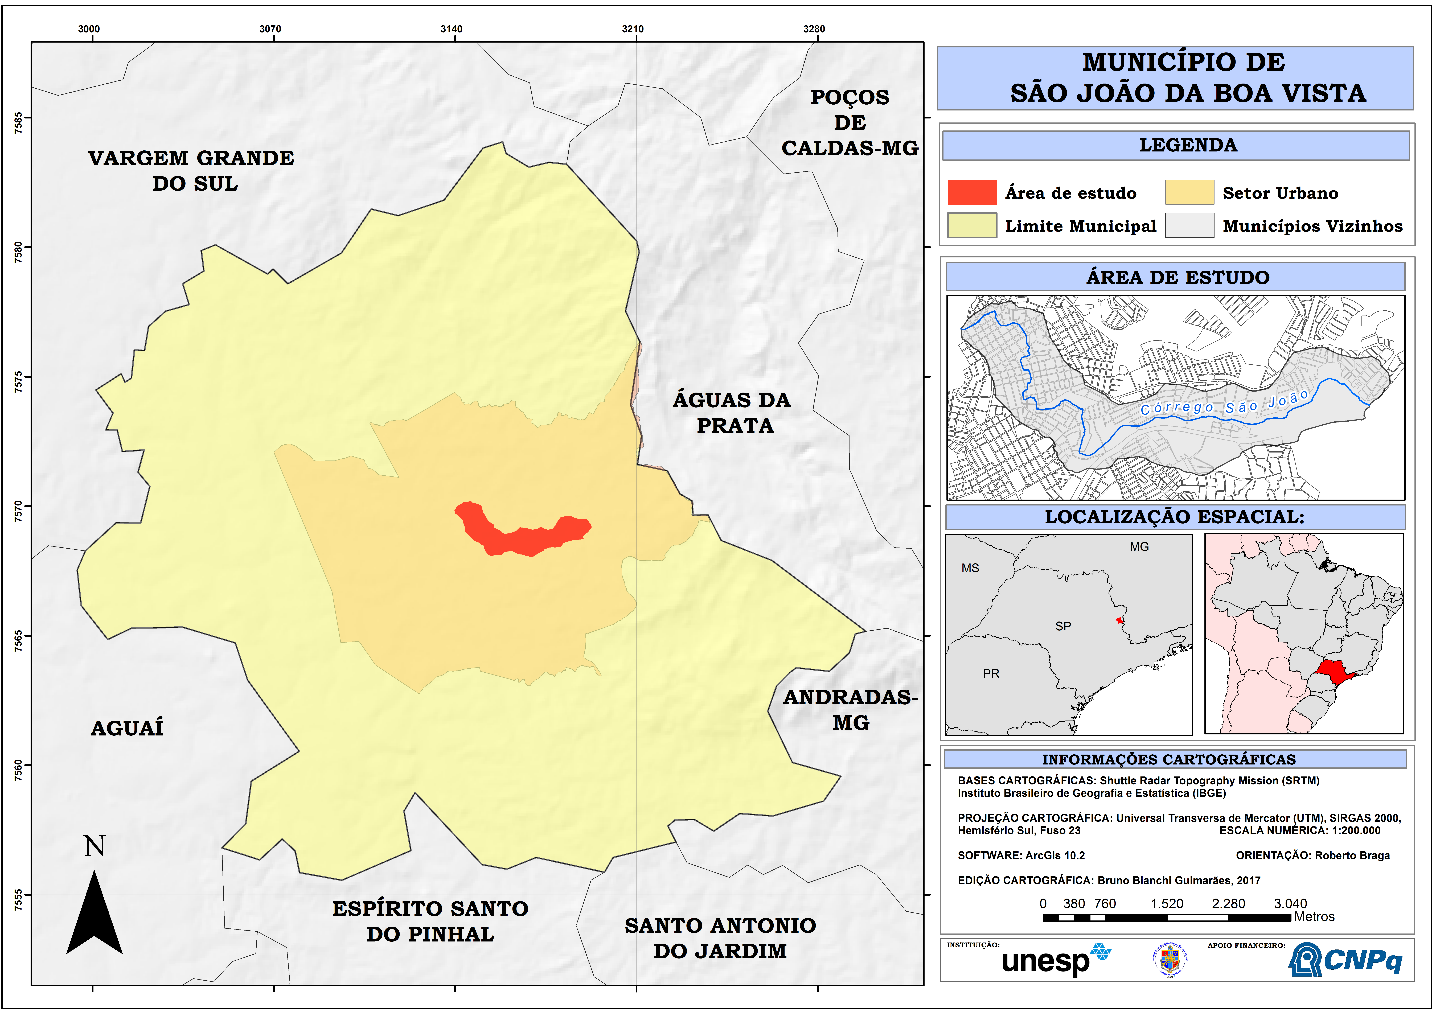 3000 3070 3140 3210 3280
7585
7580
7575
7570
7565
7560
7555
VARGEM GRANDE
DO SUL
POÇOS
DE
CALDAS-MG
ÁGUAS DA
PRATA
ANDRADAS-
MG
AGUAÍ
ESPÍRITO SANTO
DO PINHAL
SANTO ANTONIO
DO JARDIM
N
MUNICÍPIO DE
SÃO JOÃO DA BOA VISTA
LEGENDA
Área de estudo
Setor Urbano
Limite Municipal
Municípios Vizinhos
ÁREA DE ESTUDO
Córrego São João
LOCALIZAÇÃO ESPACIAL:
MG
MS
SP
PR
INFORMAÇÕES CARTOGRÁFICAS
BASES CARTOGRÁFICAS: Shuttle Radar Topography Mission (SRTM)
Instituto Brasileiro de Geografia e Estatística (IBGE)
PROJEÇÃO CARTOGRÁFICA: Universal Transversa de Mercator (UTM), SIRGAS 2000,
Hemisfério Sul, Fuso 23 ESCALA NUMÉRICA: 1:200.000
SOFTWARE: ArcGis 10.2 ORIENTAÇÃO: Roberto Braga
EDIÇÃO CARTOGRÁFICA: Bruno Bianchi Guimarães, 2017
0 380 760 1.520 2.280 3.040
Metros
INSTITUIÇÃO:
unesp
APOIO FINANCEIRO:
CNPq